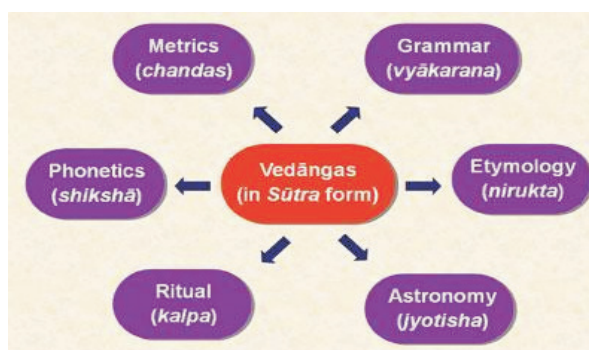 Metrics
(chandas)
Grammar
(vyākarana)
Phonetics
(shikshā)
Vedāngas
(in Sūtra form)
Etymology
(nirukta)
Ritual
(kalpa)
Astronomy
(jyotisha)